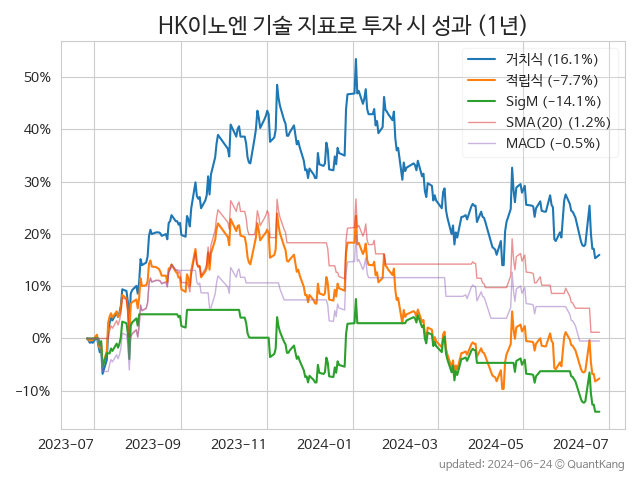 HK이노엔 기술 지표로 투자 시 성과 (1년)
거치식 (16.1%)
적립식 (−7.7%)
SigM (−14.1%)
SMA(20) (1.2%)
MACD (−0.5%)
50%
40%
30%
20%
10%
0%
−10%
2023-07 2023-09 2023-11 2024-01 2024-03 2024-05 2024-07
updated: 2024-06-24 © QuantKang